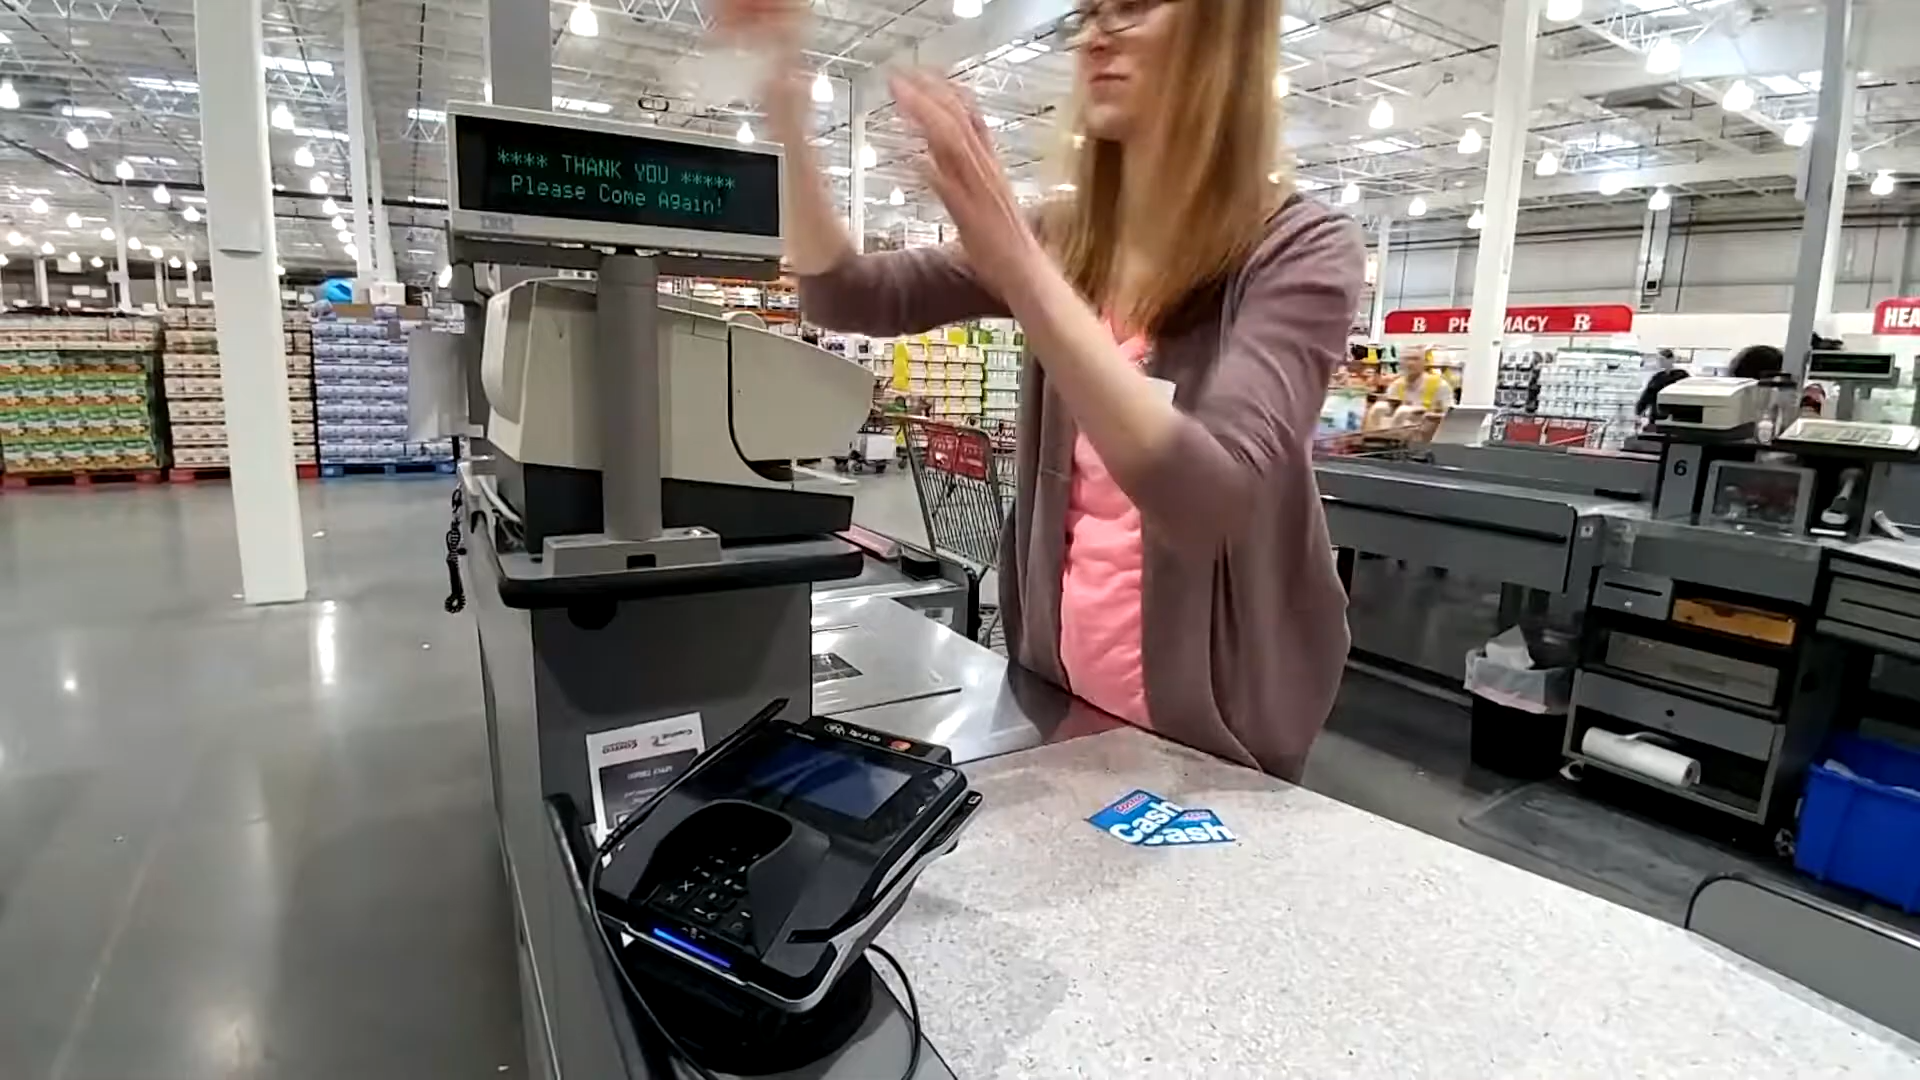 **** THANK YOU *****
Please Come Again!
IBM
PHARMACY
HEA
6
Cash
Cash